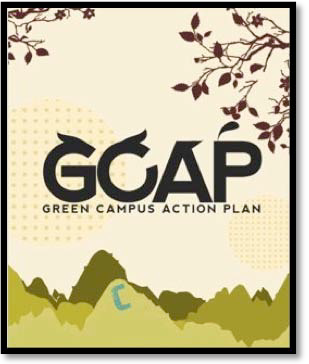 GCAP
GREEN CAMPUS ACTION PLAN
C